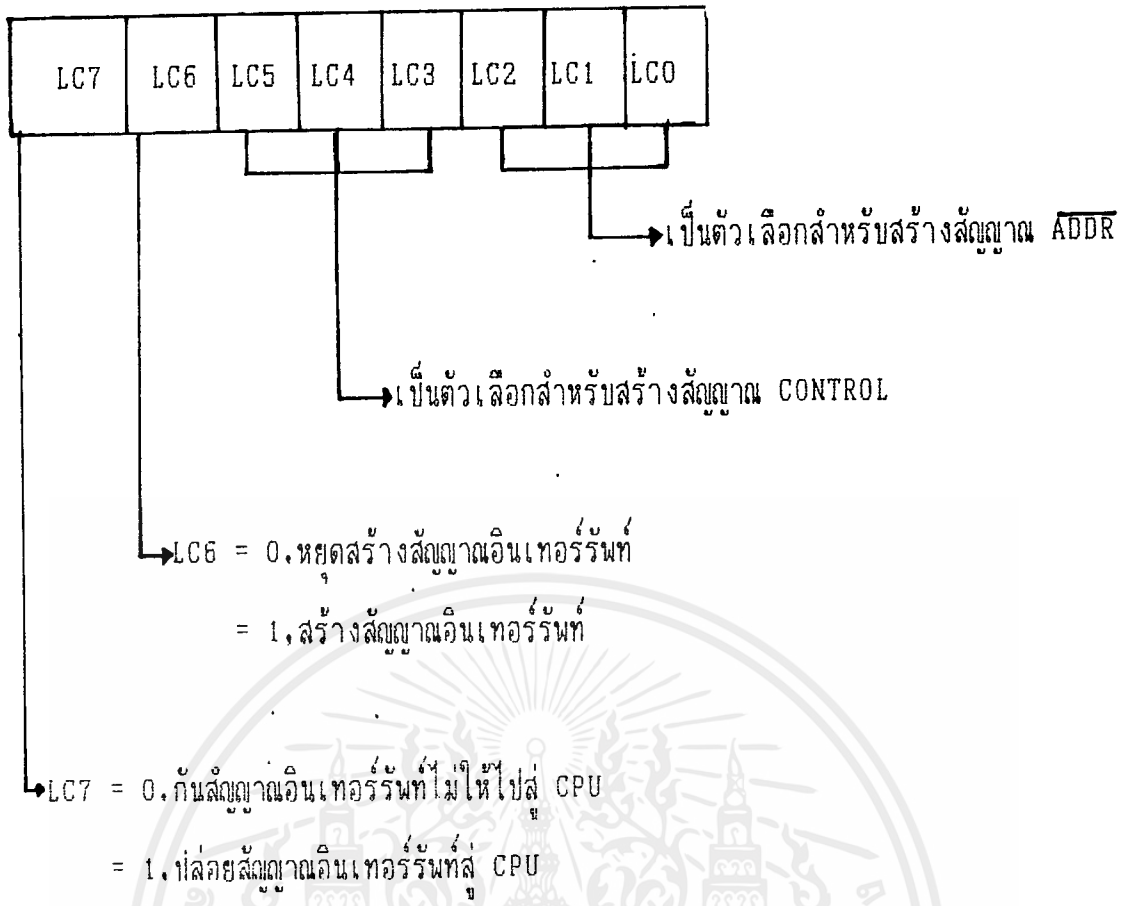 LC7 LC6 LC5 LC4 LC3 LC2 LC1 LC0
เป็นตัวเลือกสำหรับสร้างสัญญาณ A̅D̅D̅R̅
เป็นตัวเลือกสำหรับสร้างสัญญาณ CONTROL
LC6 = 0,หยุดสร้างสัญญาณอินเทอร์รัพท์
= 1,สร้างสัญญาณอินเทอร์รัพท์
LC7 = 0,กันสัญญาณอินเทอร์รัพท์ไม่ให้ไปสู่ CPU
= 1,ปล่อยสัญญาณอินเทอร์รัพท์สู่ CPU